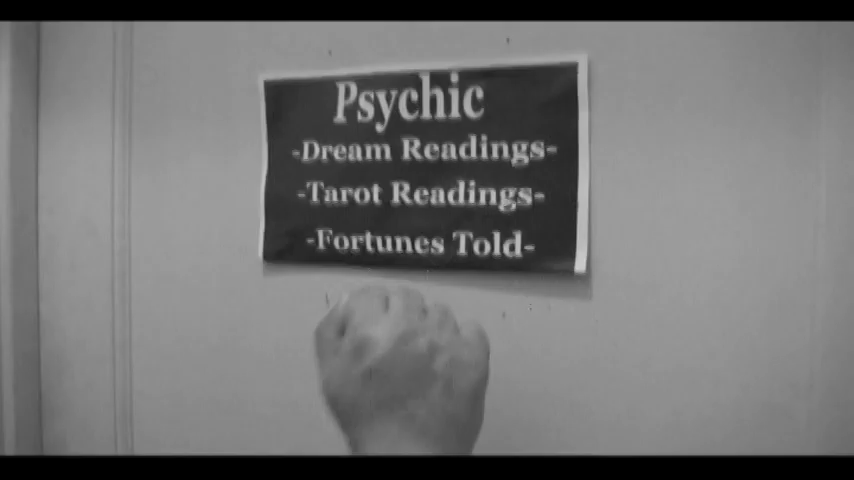 Psychic
-Dream Readings-
-Tarot Readings-
-Fortunes Told-